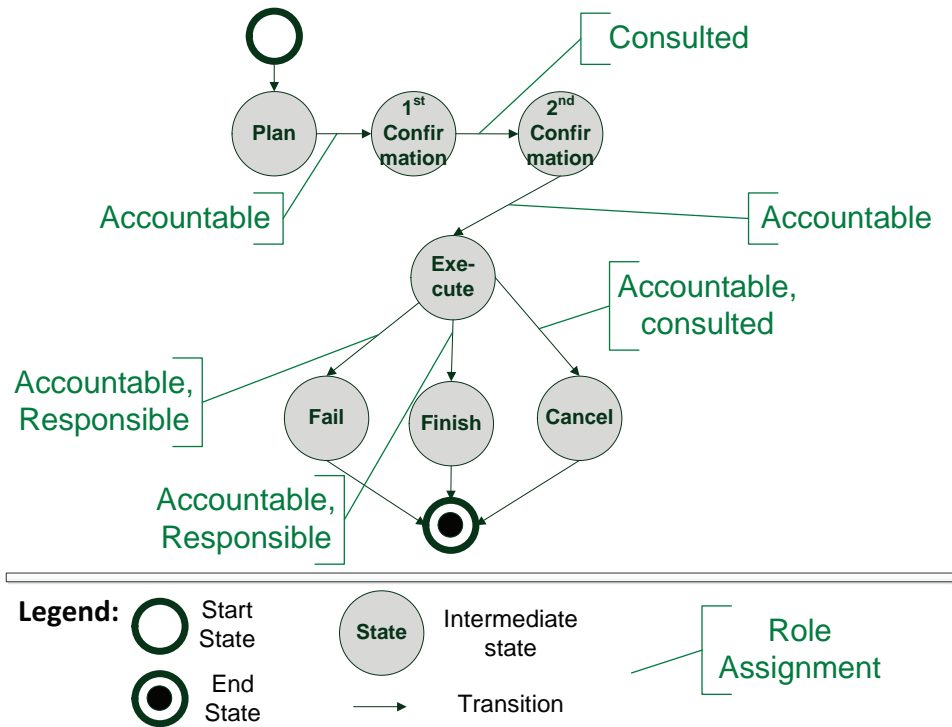 Consulted
Plan
1st
Confir
mation
2nd
Confir
mation
Accountable
Accountable
Exe-
cute
Accountable,
consulted
Accountable,
Responsible
Fail
Finish
Cancel
Accountable,
Responsible
Legend:
Start
State
State
Intermediate
state
Role
Assignment
End
State
Transition